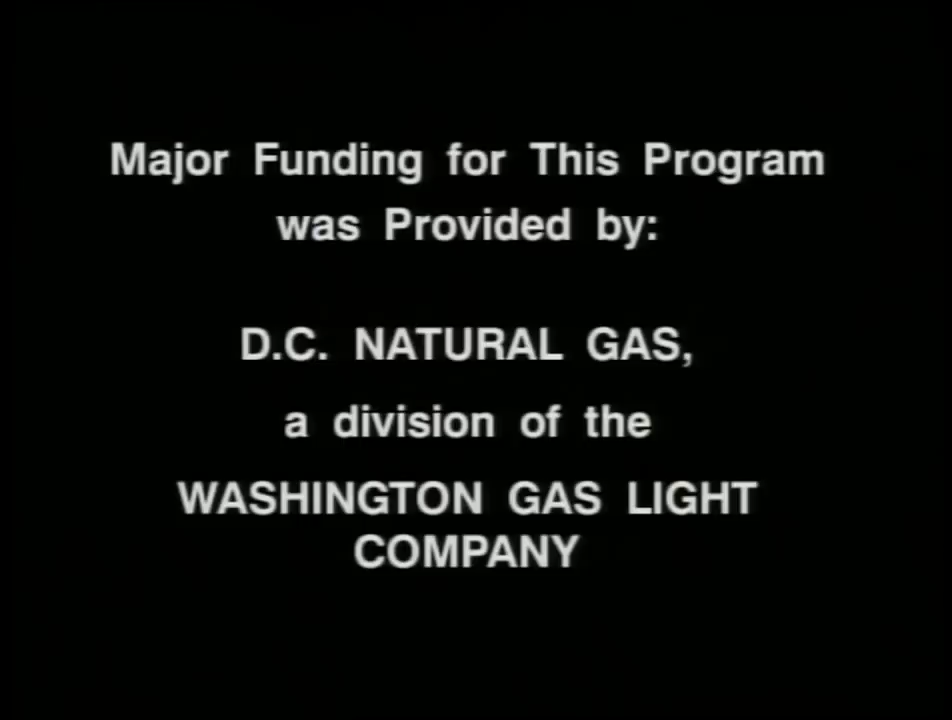 Major Funding for This Program
was Provided by:
D.C. NATURAL GAS,
a division of the
WASHINGTON GAS LIGHT
COMPANY